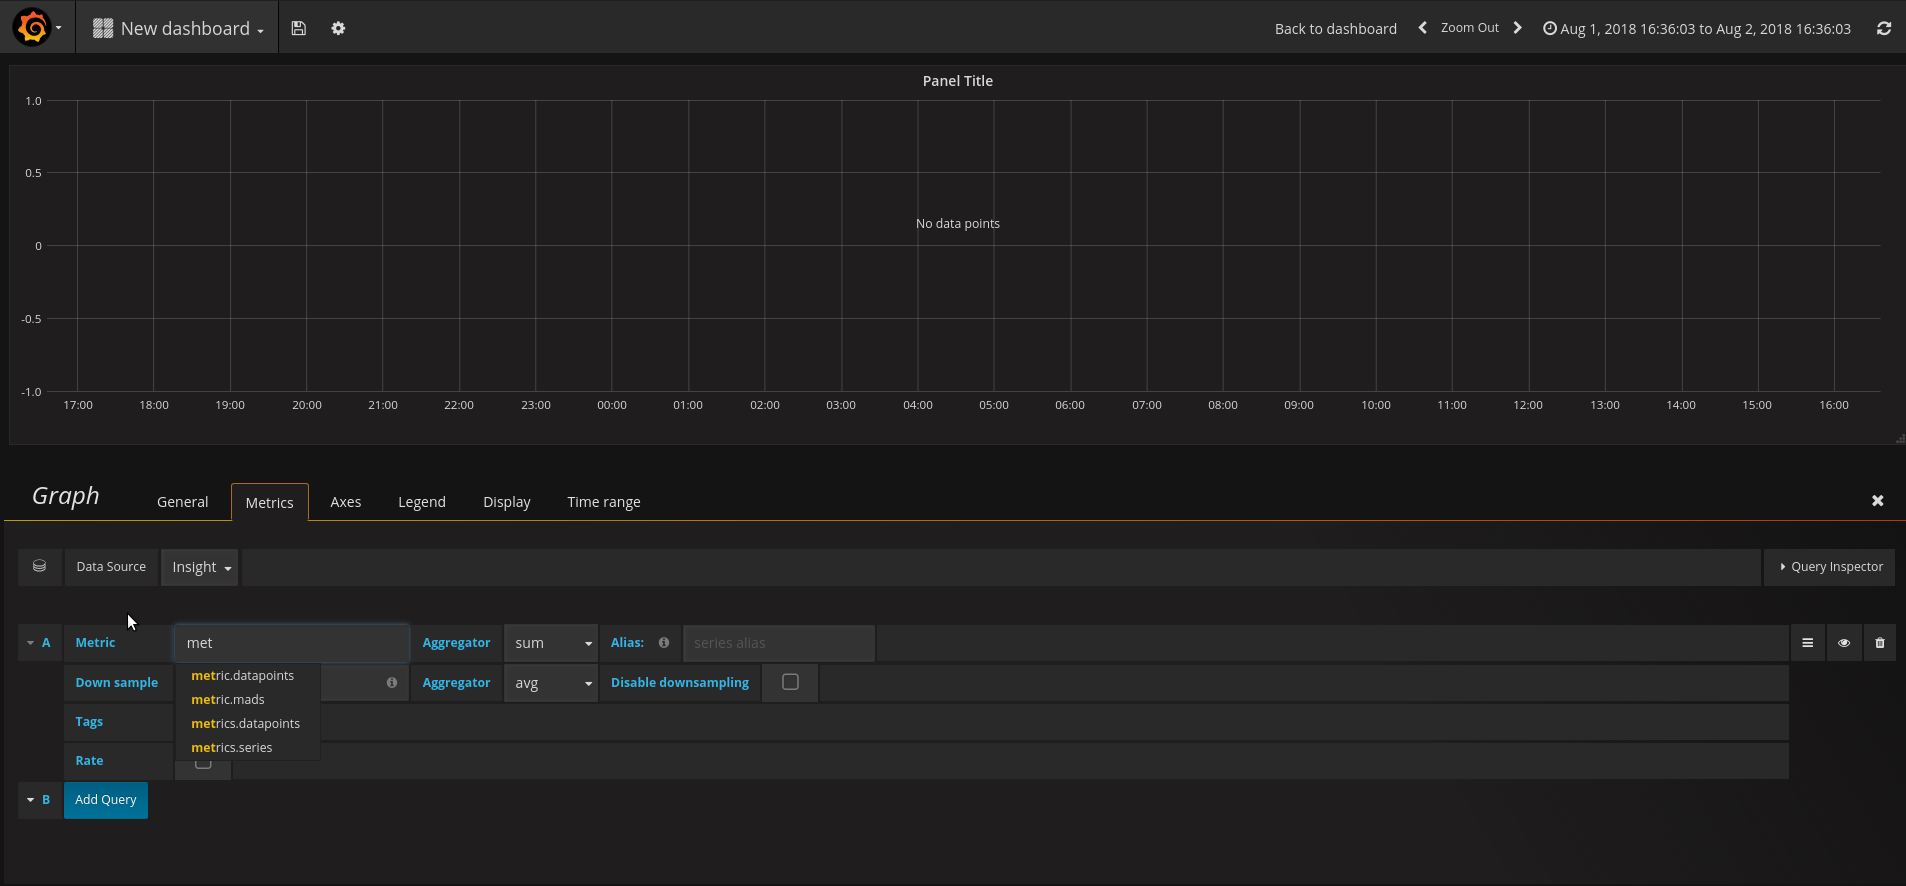 New dashboard
Back to dashboard Zoom Out Aug 1, 2018 16:36:03 to Aug 2, 2018 16:36:03
Panel Title
1.0
0.5
No data points
0
-0.5
-1.0
17:00 18:00 19:00 20:00 21:00 22:00 23:00 00:00 01:00 02:00 03:00 04:00 05:00 06:00 07:00 08:00 09:00 10:00 11:00 12:00 13:00 14:00 15:00 16:00
Graph General Metrics Axes Legend Display Time range
Data Source Insight Query Inspector
A Metric met Aggregator sum Alias: series alias
metric.datapoints
Down sample Aggregator avg Disable downsampling
metric.mads
Tags metrics.datapoints
metrics.series
Rate
B Add Query